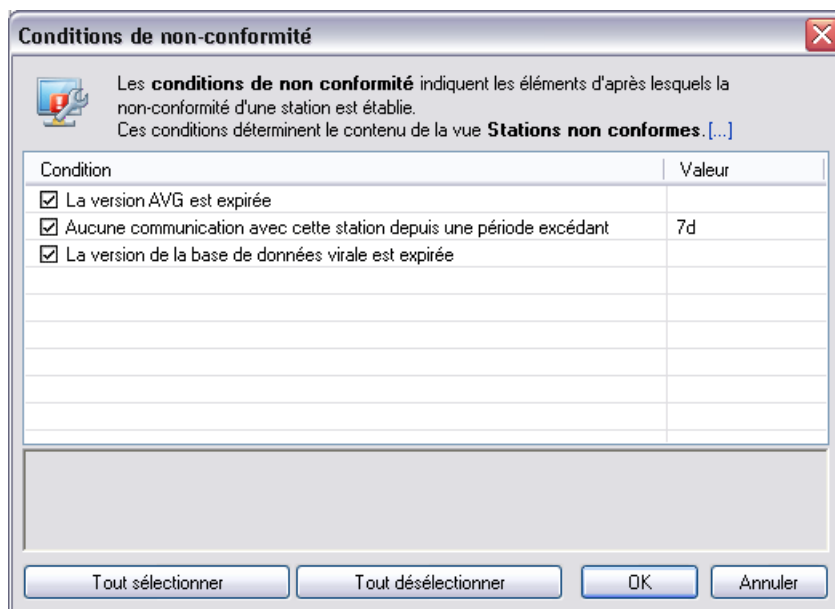 Conditions de non-conformité
Les conditions de non conformité indiquent les éléments d'après lesquels la
non-conformité d'une station est établie.
Ces conditions déterminent le contenu de la vue Stations non conformes.[...]
Condition Valeur
La version AVG est expirée
Aucune communication avec cette station depuis une période excédant 7d
La version de la base de données virale est expirée
Tout sélectionner Tout désélectionner OK Annuler